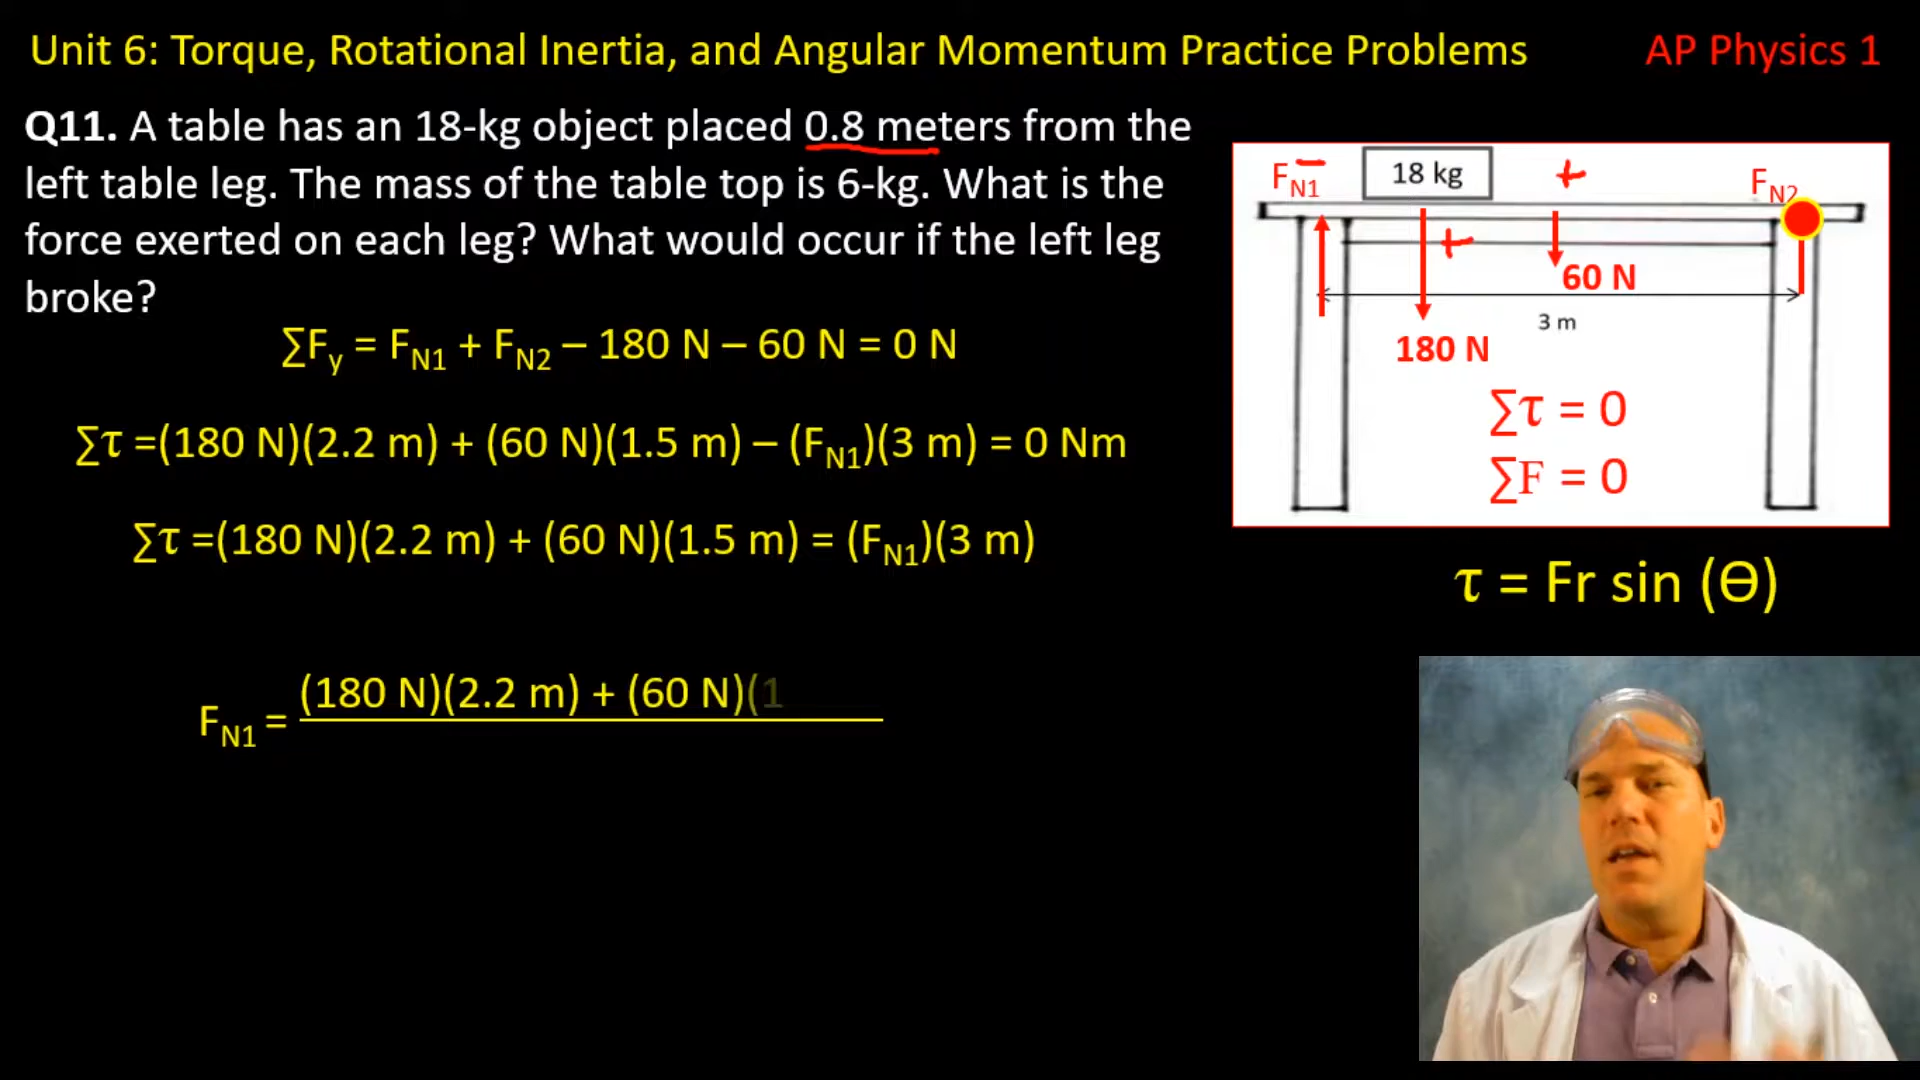 Unit 6: Torque, Rotational Inertia, and Angular Momentum Practice Problems
AP Physics 1
Q11. A table has an 18-kg object placed 0.8 meters from the
left table leg. The mass of the table top is 6-kg. What is the
force exerted on each leg? What would occur if the left leg
broke?
∑Fy = FN1 + FN2 – 180 N – 60 N = 0 N
∑τ =(180 N)(2.2 m) + (60 N)(1.5 m) – (FN1)(3 m) = 0 Nm
∑τ =(180 N)(2.2 m) + (60 N)(1.5 m) = (FN1)(3 m)
(180 N)(2.2 m) + (60 N)(1
FN1 =
FN1 –
18 kg
+
FN2
+
60 N
3 m
180 N
∑τ = 0
∑F = 0
τ = Fr sin (Θ)